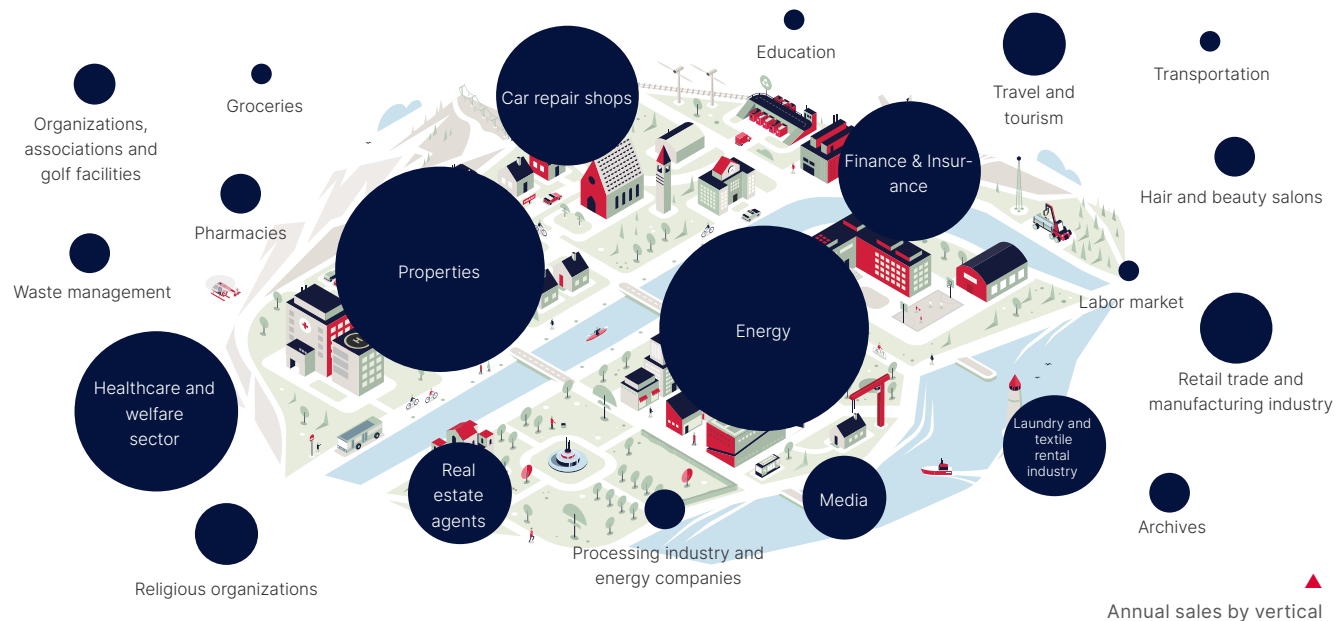 Education
Car repair shops
Travel and
tourism
Transportation
Groceries
Organizations,
associations and
golf facilities
Finance & Insur-
ance
Hair and beauty salons
Pharmacies
Properties
Waste management
Labor market
Energy
Healthcare and
welfare
sector
Retail trade and
manufacturing industry
Laundry and
textile
rental
industry
Real
estate
agents
Media
Archives
Processing industry and
energy companies
Religious organizations
Annual sales by vertical